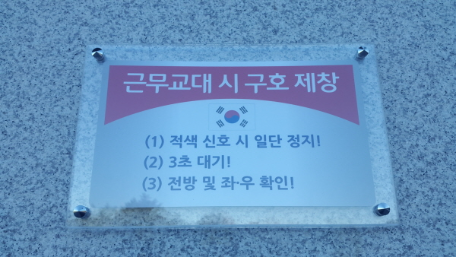 근무교대 시 구호 제창
(1) 적색 신호 시 일단 정지!
(2) 3초 대기!
(3) 전방 및 좌·우 확인!